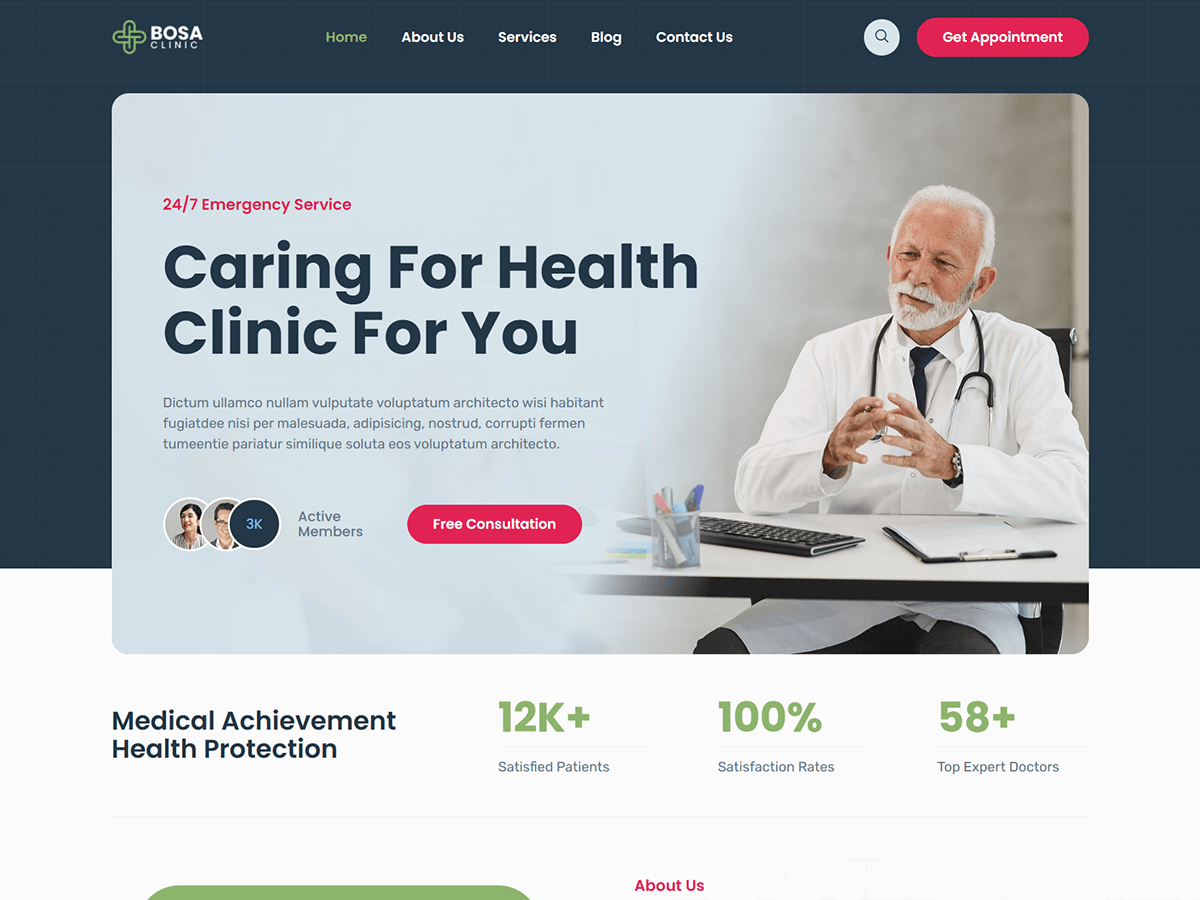 BOSA
CLINIC
Home
About Us
Services
Blog
Contact Us
Get Appointment
24/7 Emergency Service
Caring For Health
Clinic For You
Dictum ullamco nullam vulputate voluptatum architecto wisi habitant
fugiatdee nisi per malesuada, adipisicing, nostrud, corrupti fermen
tumeentie pariatur similique soluta eos voluptatum architecto.
3K
Active
Members
Free Consultation
Medical Achievement
Health Protection
12K+
Satisfied Patients
100%
Satisfaction Rates
58+
Top Expert Doctors
About Us